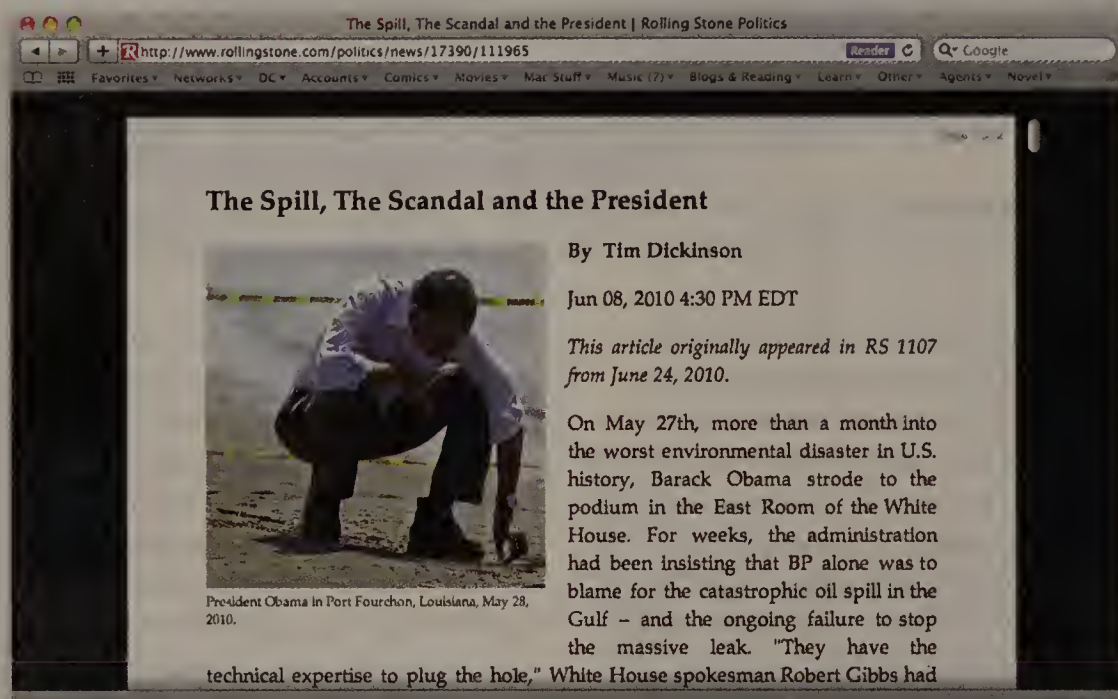 The Spill, The Scandal and the President | Rolling Stone Politics
+ http://www.rollingstone.com/politics/news/17390/111965 Reader Google
Favorites Networks DC Accounts Comics Movies Mac Stuff Music (7) Blogs & Reading Learn Other Agents Novel
The Spill, The Scandal and the President
By Tim Dickinson
Jun 08, 2010 4:30 PM EDT
This article originally appeared in RS 1107
from June 24, 2010.
On May 27th, more than a month into
the worst environmental disaster in U.S.
history, Barack Obama strode to the
podium in the East Room of the White
House. For weeks, the administration
had been insisting that BP alone was to
blame for the catastrophic oil spill in the
Gulf – and the ongoing failure to stop
the massive leak. "They have the
technical expertise to plug the hole," White House spokesman Robert Gibbs had
President Obama in Port Fourchon, Louisiana, May 28,
2010.